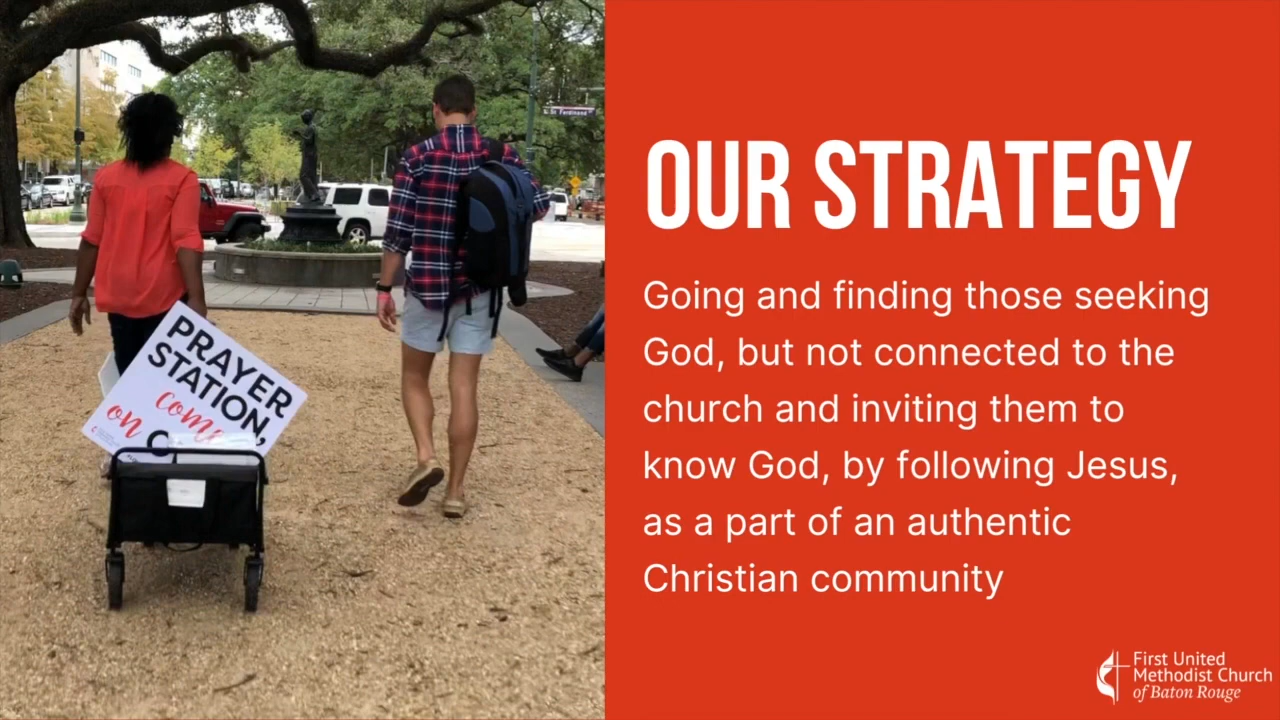 S. St Ferdinand
PRAYER
STATION,
come
on
OUR STRATEGY
Going and finding those seeking
God, but not connected to the
church and inviting them to
know God, by following Jesus,
as a part of an authentic
Christian community
First United
Methodist Church
of Baton Rouge